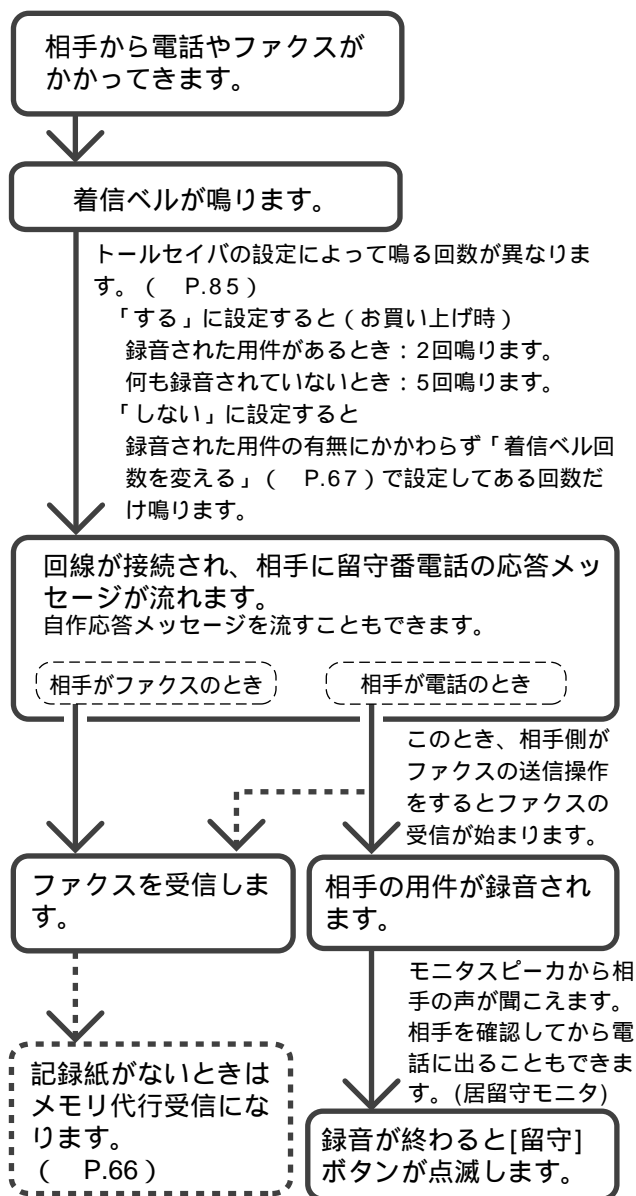 相手から電話やファクスが
かかってきます。
着信ベルが鳴ります。
トールセイバの設定によって鳴る回数が異なりま
す。( P.85)
「する」に設定すると(お買い上げ時)
録音された用件があるとき:2回鳴ります。
何も録音されていないとき:5回鳴ります。
「しない」に設定すると
録音された用件の有無にかかわらず「着信ベル回
数を変える」( P.67)で設定してある回数だ
け鳴ります。
回線が接続され、相手に留守番電話の応答メッ
セージが流れます。
自作応答メッセージを流すこともできます。
相手がファクスのとき
相手が電話のとき
このとき、相手側が
ファクスの送信操作
をするとファクスの
受信が始まります。
ファクスを受信しま
す。
相手の用件が録音され
ます。
モニタスピーカから相
手の声が聞こえます。
相手を確認してから電
話に出ることもできま
す。(居留守モニタ)
記録紙がないときは
メモリ代行受信にな
ります。
( P.66)
録音が終わると[留守]
ボタンが点滅します。